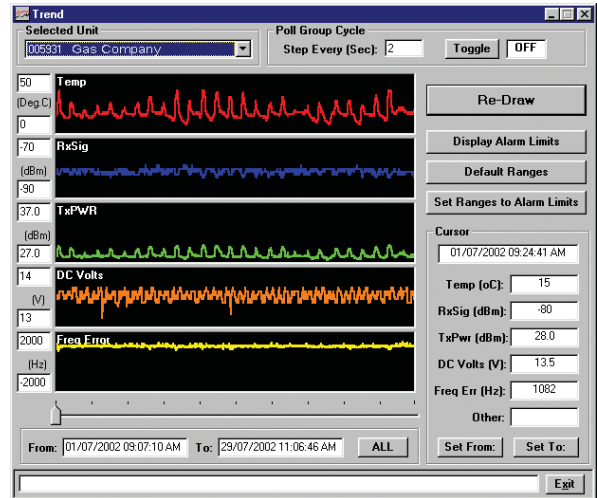 Trend
Selected Unit
005931 Gas Company
Poll Group Cycle
Step Every (Sec): 2
Toggle
OFF
50
(Deg.C)
0
Temp
-70
(dBm)
-90
RxSig
37.0
(dBm)
27.0
TxPWR
14
(V)
13
DC Volts
2000
(Hz)
-2000
Freq Error
From: 01/07/2002 09:07:10 AM To: 29/07/2002 11:06:46 AM
ALL
Re-Draw
Display Alarm Limits
Default Ranges
Set Ranges to Alarm Limits
Cursor
01/07/2002 09:24:41 AM
Temp (oC): 15
RxSig (dBm): -80
TxPwr (dBm): 28.0
DC Volts (V): 13.5
Freq Err (Hz): 1082
Other:
Set From:
Set To:
Exit